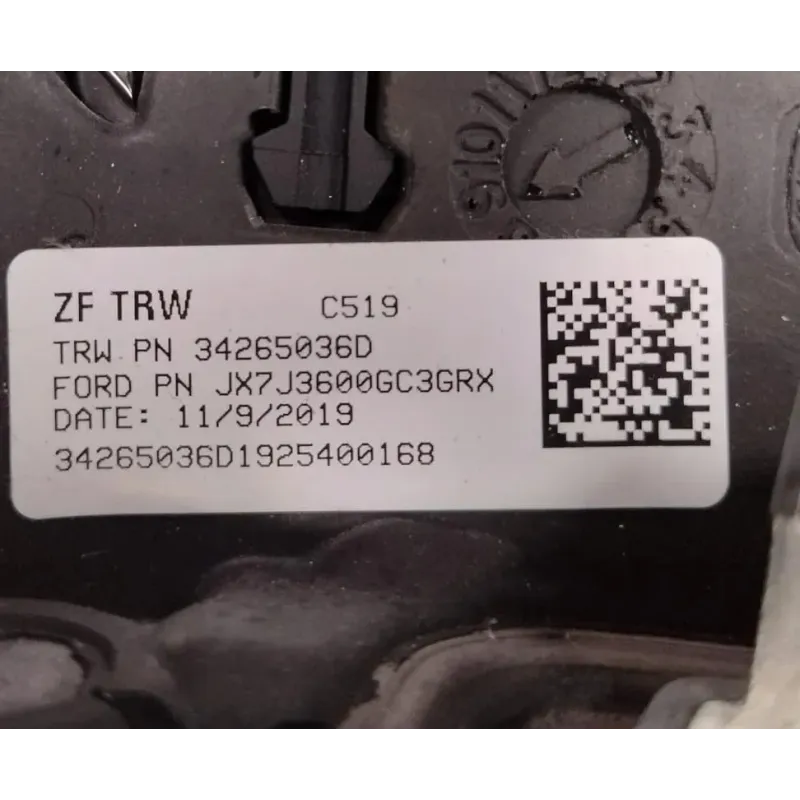 ZF TRW C519
TRW PN 34265036D
FORD PN JX7J3600GC3GRX
DATE: 11/9/2019
34265036D1925400168